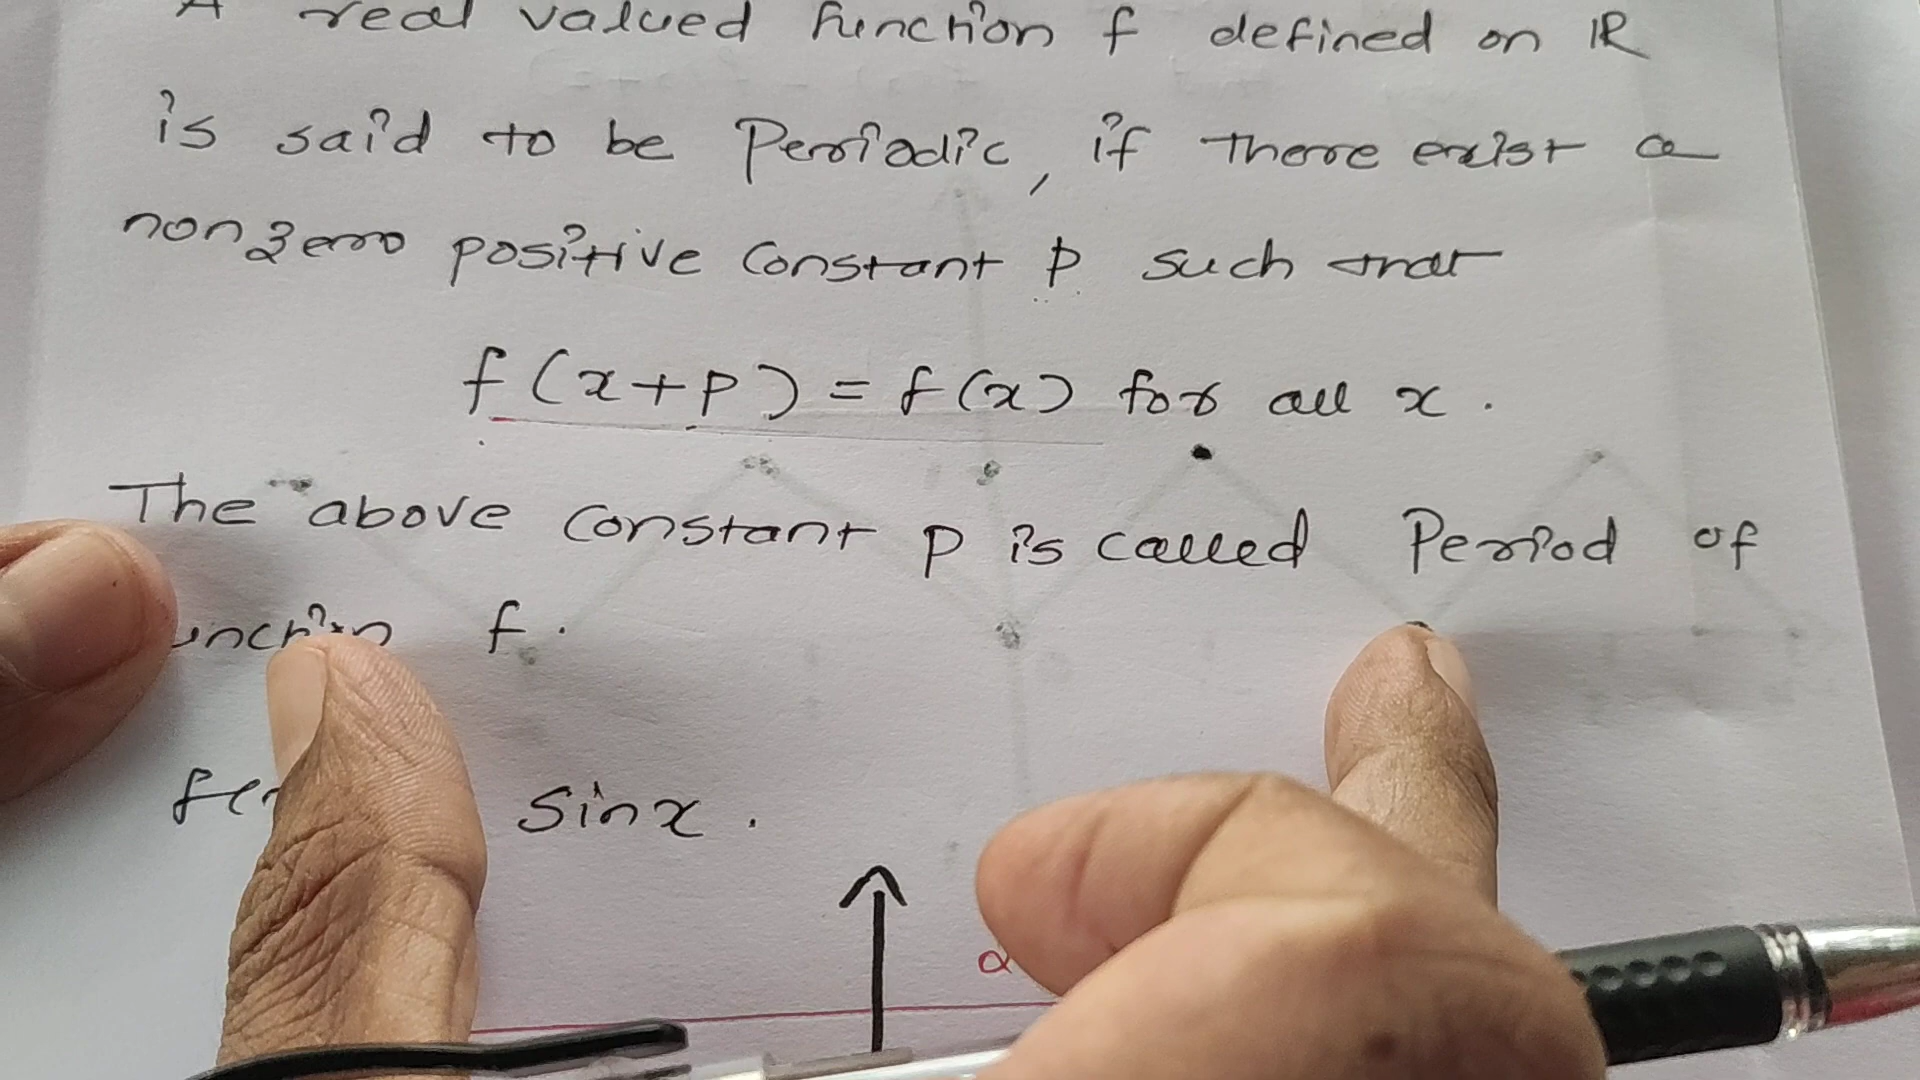 A real valued function f defined on ℝ
is said to be Periodic, if there exist a
nonzero positive constant p such that
f(x+p) = f(x) for all x.
The above constant p is called Period of
f.
sinx.
α